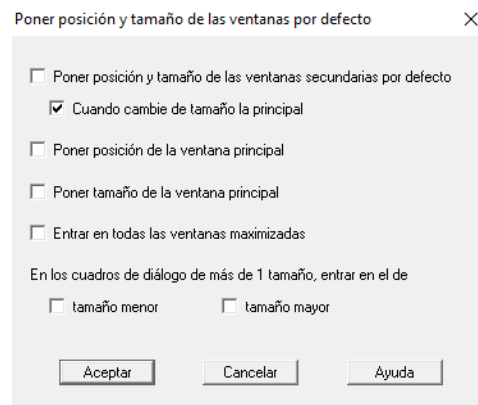 Poner posición y tamaño de las ventanas por defecto
Poner posición y tamaño de las ventanas secundarias por defecto
Cuando cambie de tamaño la principal
Poner posición de la ventana principal
Poner tamaño de la ventana principal
Entrar en todas las ventanas maximizadas
En los cuadros de diálogo de más de 1 tamaño, entrar en el de
tamaño menor tamaño mayor
Aceptar Cancelar Ayuda